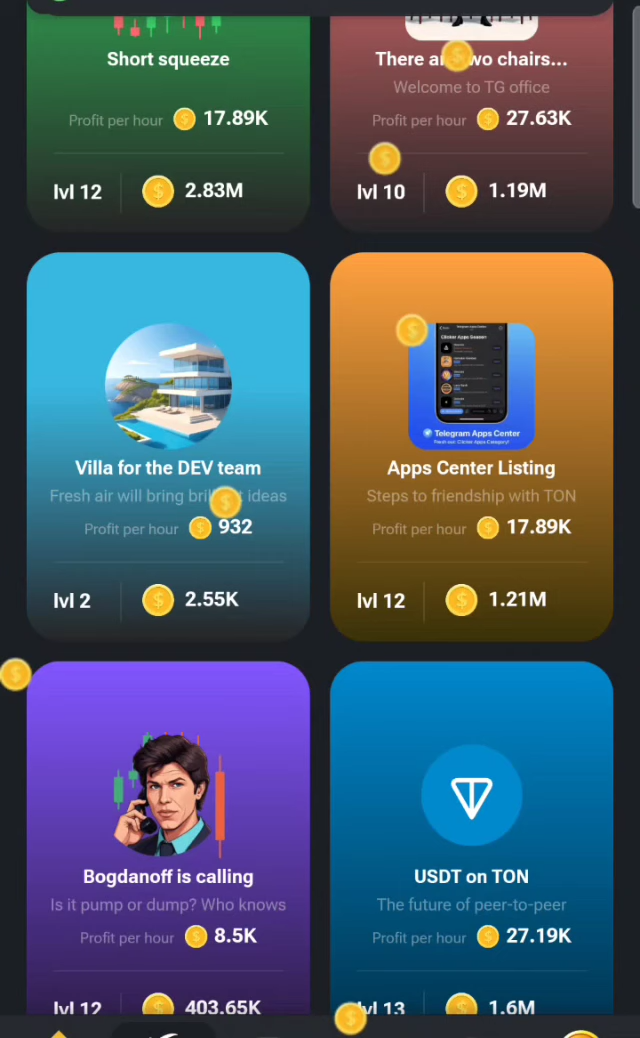 Short squeeze
Profit per hour 17.89K
lvl 12 2.83M
There wo chairs...
Welcome to TG office
Profit per hour 27.63K
lvl 10 1.19M
Villa for the DEV team
Fresh air will bring ideas
Profit per hour 932
lvl 2 2.55K
Telegram Apps Center
Apps Center Listing
Steps to friendship with TON
Profit per hour 17.89K
lvl 12 1.21M
Bogdanoff is calling
Is it pump or dump? Who knows
Profit per hour 8.5K
lvl 12 403.65K
USDT on TON
The future of peer-to-peer
Profit per hour 27.19K
lvl 13 1.6M